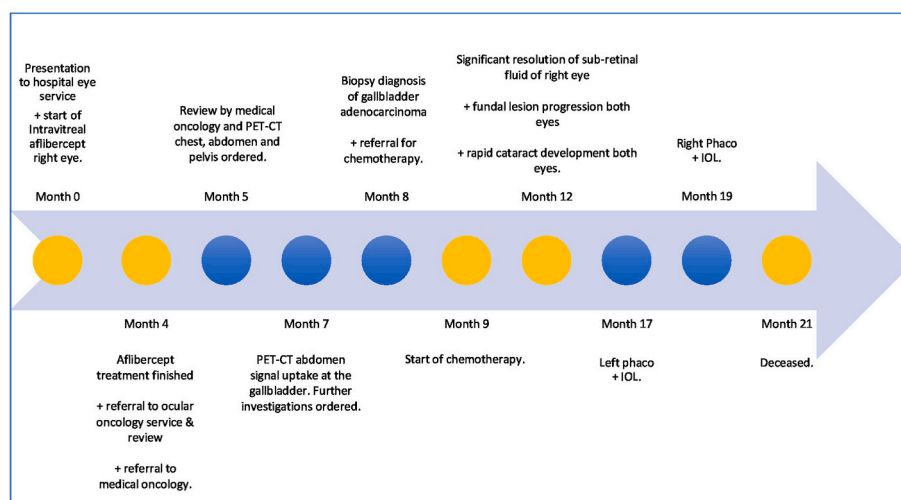 Presentation
to hospital eye
service
+ start of
Intravitreal
aflibercept
right eye.
Month 0
Review by medical
oncology and PET-CT
chest, abdomen and
pelvis ordered.
Month 5
Biopsy diagnosis
of gallbladder
adenocarcinoma
+ referral for
chemotherapy.
Month 8
Significant resolution of sub-retinal
fluid of right eye
+ fundal lesion progression both
eyes
+ rapid cataract development both
eyes.
Month 12
Right Phaco
+ IOL.
Month 19
Month 4
Aflibercept
treatment finished
+ referral to ocular
oncology service &
review
+ referral to
medical oncology.
Month 7
PET-CT abdomen
signal uptake at the
gallbladder. Further
investigations ordered.
Month 9
Start of chemotherapy.
Month 17
Left phaco
+ IOL.
Month 21
Deceased.